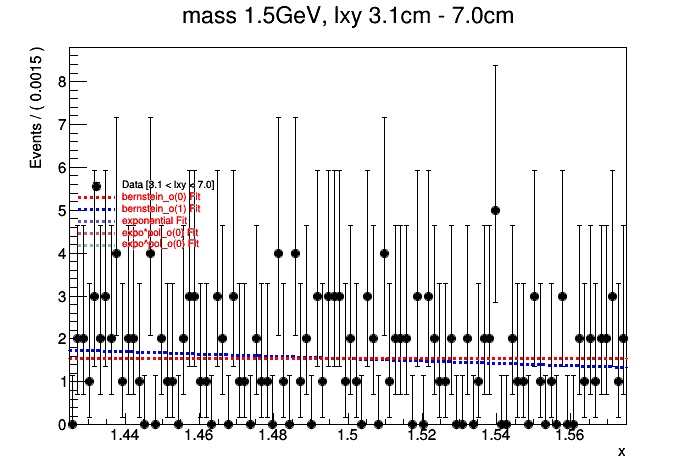 mass 1.5GeV, lxy 3.1cm - 7.0cm
Events / ( 0.0015 )
8
7
6
5
4
3
2
1
0
Data [3.1 < lxy < 7.0]
bernstein_o(0) Fit
bernstein_o(1) Fit
exponential Fit
expo*pol_o(0) Fit
expo^pol_o(0) Fit
1.44 1.46 1.48 1.5 1.52 1.54 1.56
x